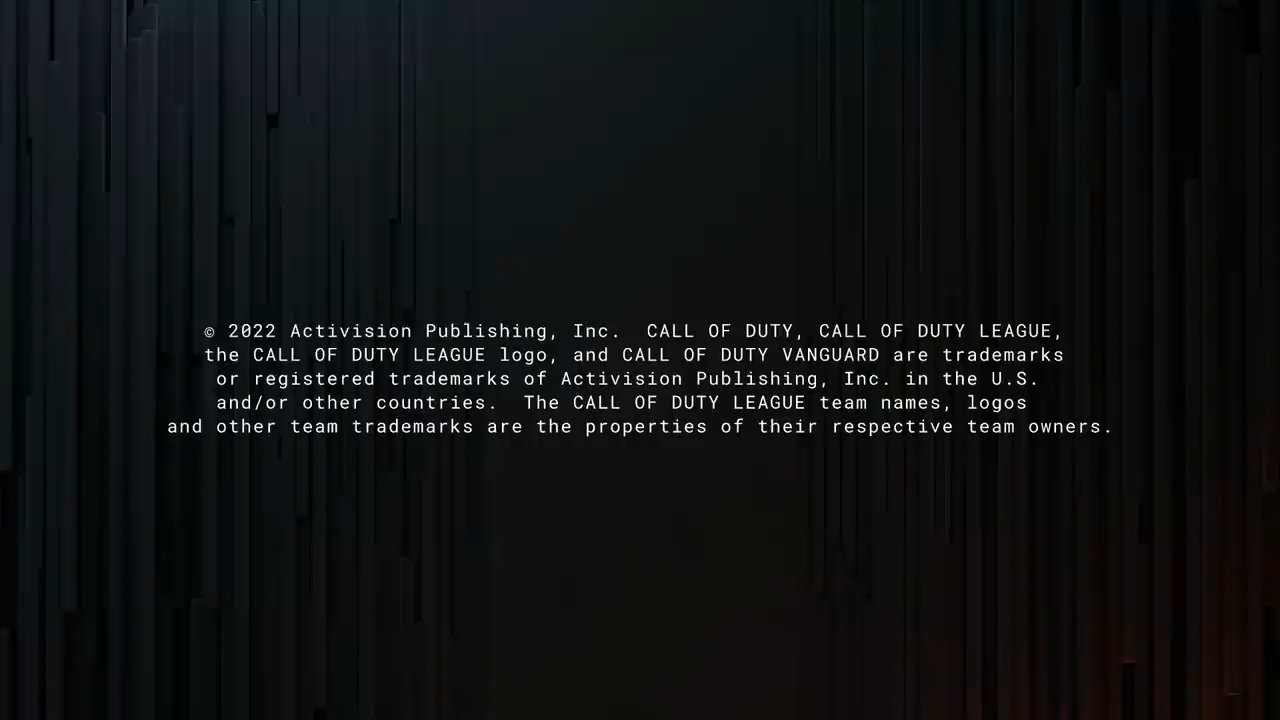 © 2022 Activision Publishing, Inc.  CALL OF DUTY, CALL OF DUTY LEAGUE,
the CALL OF DUTY LEAGUE logo, and CALL OF DUTY VANGUARD are trademarks
or registered trademarks of Activision Publishing, Inc. in the U.S.
and/or other countries.  The CALL OF DUTY LEAGUE team names, logos
and other team trademarks are the properties of their respective team owners.